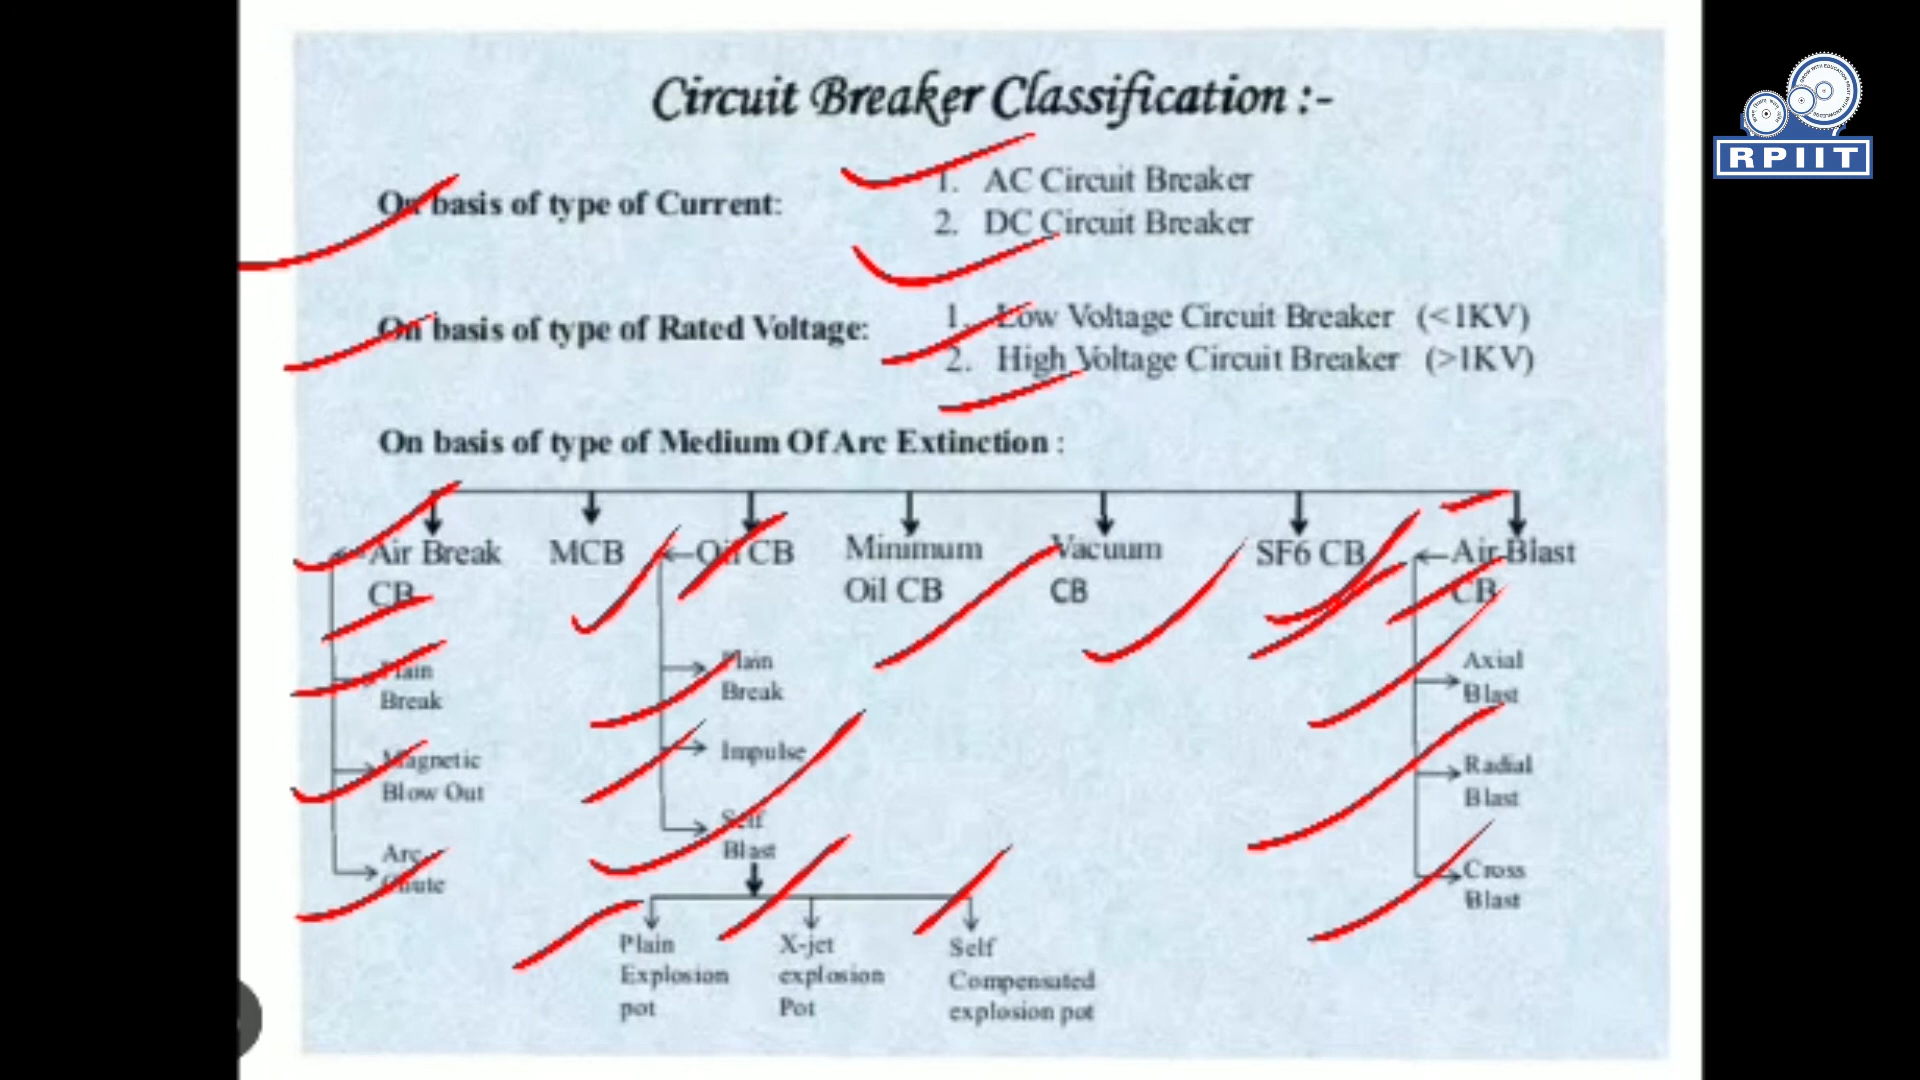 Circuit Breaker Classification :-
On basis of type of Current:
1. AC Circuit Breaker
2. DC Circuit Breaker
On basis of type of Rated Voltage:
1. Low Voltage Circuit Breaker (<1KV)
2. High Voltage Circuit Breaker (>1KV)
On basis of type of Medium Of Arc Extinction :
Air Break
CB
MCB
Oil CB
Minimum
Oil CB
Vacuum
CB
SF6 CB
Air Blast
CB
Plain
Break
Magnetic
Blow Out
Arc
Chute
Plain
Break
Impulse
Self
Blast
Plain
Explosion
pot
X-jet
explosion
Pot
Self
Compensated
explosion pot
Axial
Blast
Radial
Blast
Cross
Blast
RPIIT